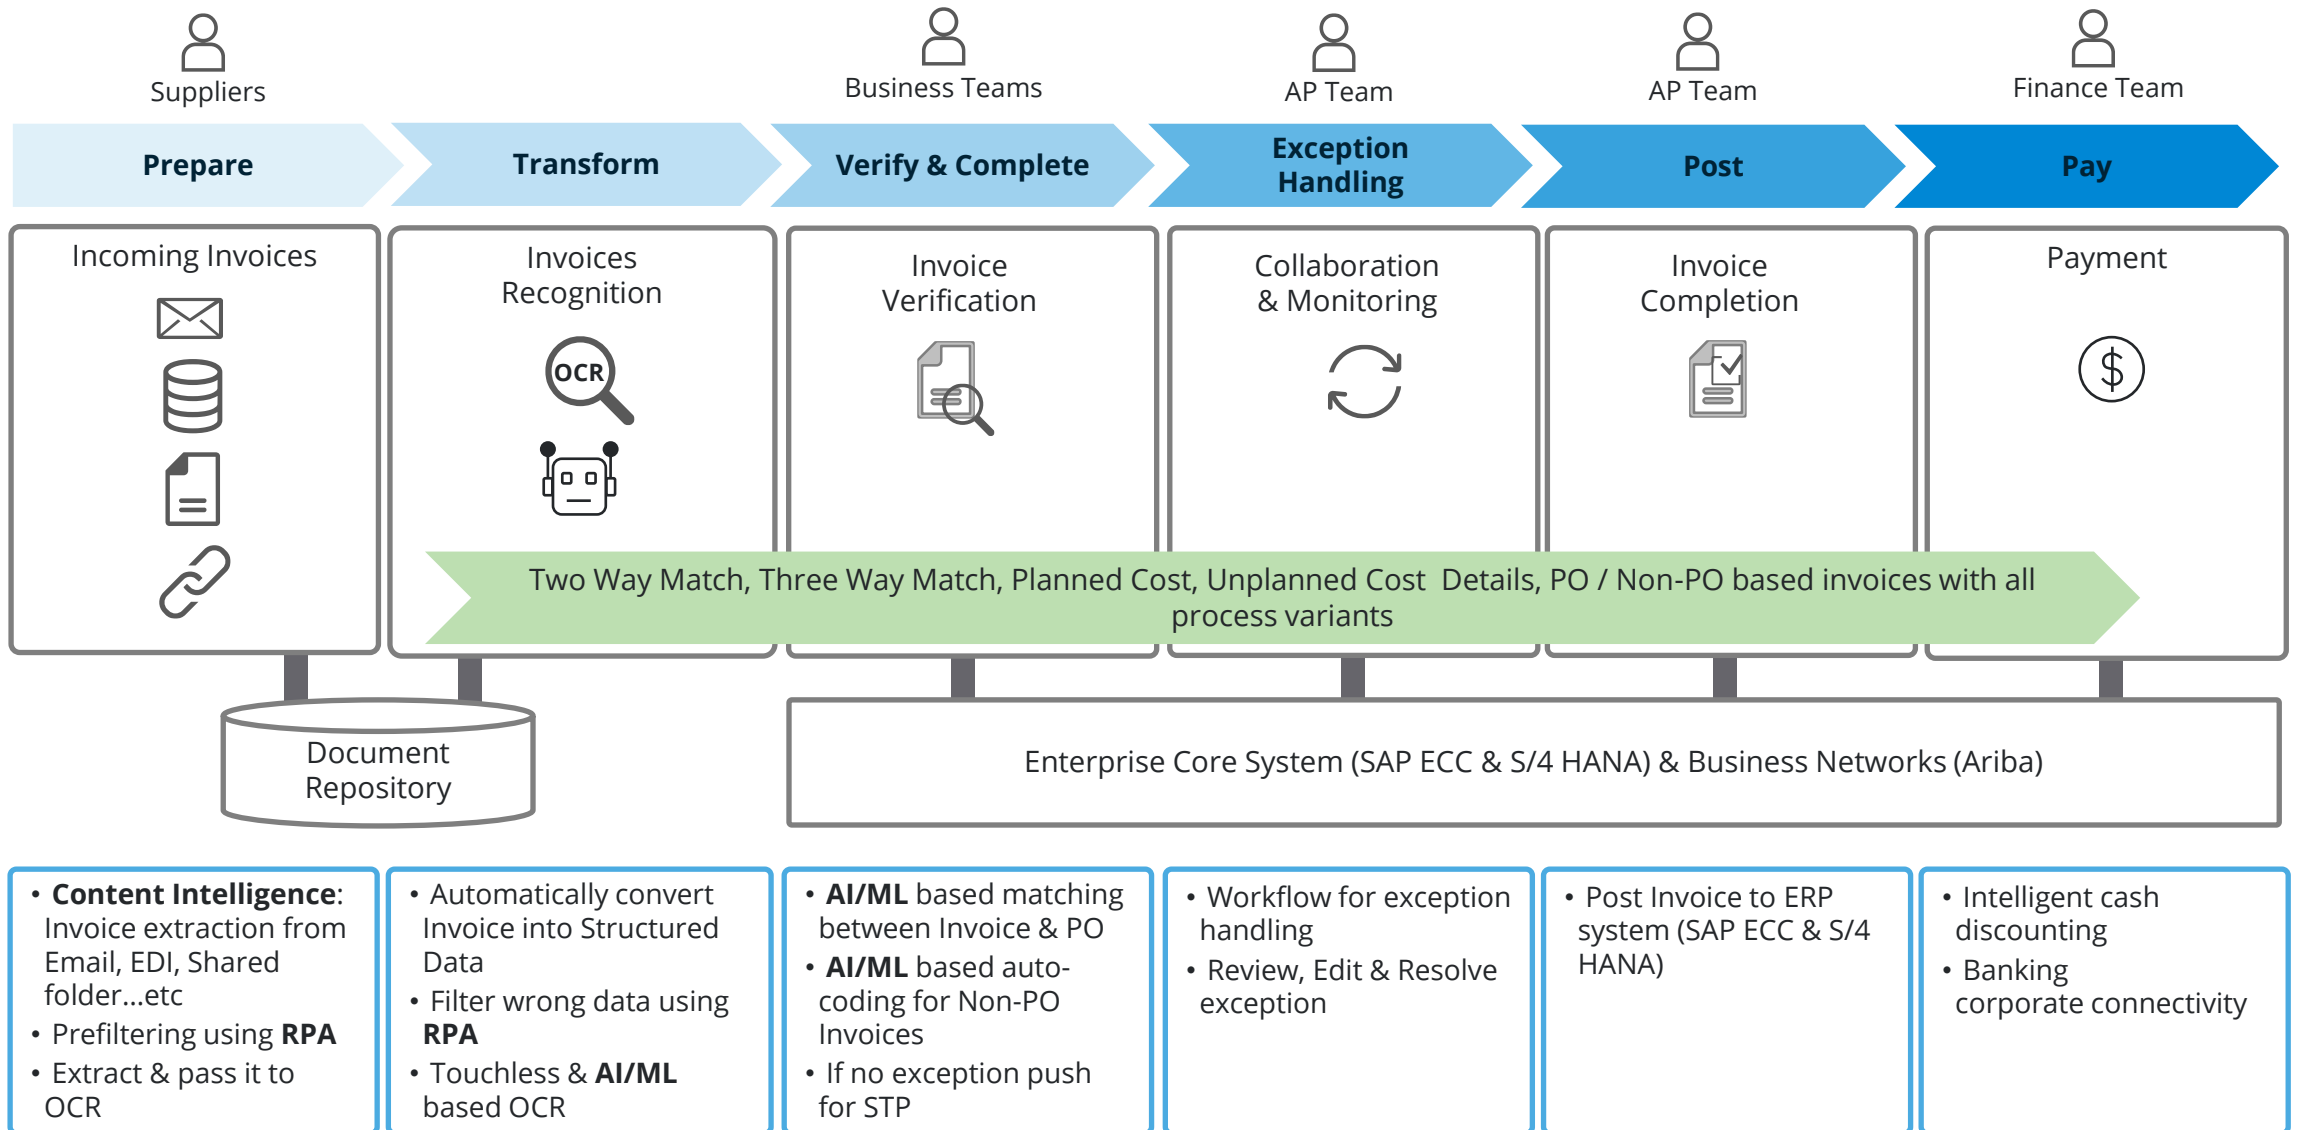 Suppliers
Business Teams
AP Team
AP Team
Finance Team
Prepare
Transform
Verify & Complete
Exception
Handling
Post
Pay
Incoming Invoices
Invoices
Recognition
OCR
Invoice
Verification
Collaboration
& Monitoring
Invoice
Completion
Payment
$
Two Way Match, Three Way Match, Planned Cost, Unplanned Cost  Details, PO / Non-PO based invoices with all
process variants
Document
Repository
Enterprise Core System (SAP ECC & S/4 HANA) & Business Networks (Ariba)
• Content Intelligence:
Invoice extraction from
Email, EDI, Shared
folder...etc
• Prefiltering using RPA
• Extract & pass it to
OCR
• Automatically convert
Invoice into Structured
Data
• Filter wrong data using
RPA
• Touchless & AI/ML
based OCR
• AI/ML based matching
between Invoice & PO
• AI/ML based auto-
coding for Non-PO
Invoices
• If no exception push
for STP
• Workflow for exception
handling
• Review, Edit & Resolve
exception
• Post Invoice to ERP
system (SAP ECC & S/4
HANA)
• Intelligent cash
discounting
• Banking
corporate connectivity